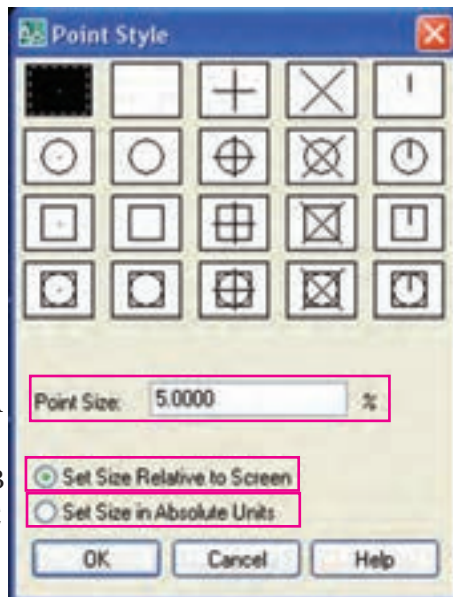 Point Style
Point Size: 5.0000 %
Set Size Relative to Screen
Set Size in Absolute Units
OK Cancel Help